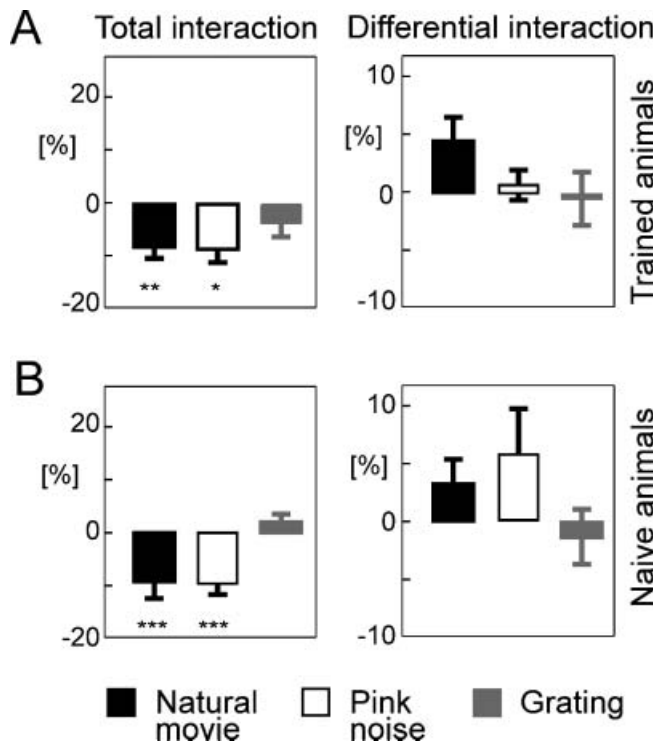 A
Total interaction
Differential interaction
20
[%]
0
-20
**
*
10
[%]
0
-10
Trained animals
B
20
[%]
0
-20
***
***
10
[%]
0
-10
Naive animals
Natural
movie
Pink
noise
Grating